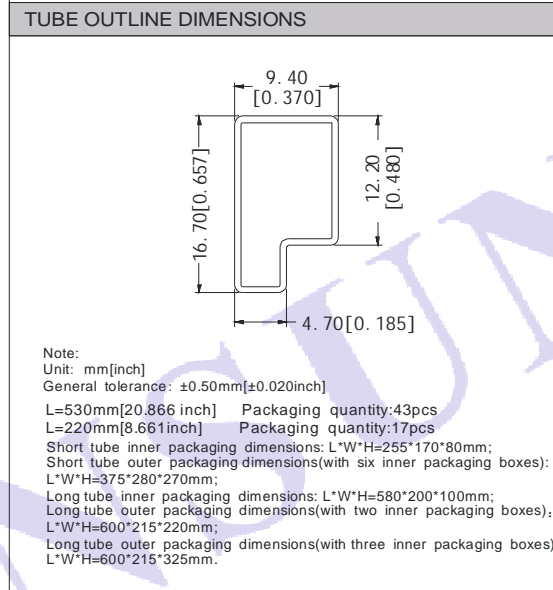 TUBE OUTLINE DIMENSIONS
9.40
[0.370]
16.70[0.657]
12.20
[0.480]
4.70[0.185]
Note:
Unit: mm[inch]
General tolerance: ±0.50mm[±0.020inch]
L=530mm[20.866 inch] Packaging quantity:43pcs
L=220mm[8.661inch] Packaging quantity:17pcs
Short tube inner packaging dimensions: L*W*H=255*170*80mm;
Short tube outer packaging dimensions(with six inner packaging boxes):
L*W*H=375*280*270mm;
Long tube inner packaging dimensions: L*W*H=580*200*100mm;
Long tube outer packaging dimensions(with two inner packaging boxes):
L*W*H=600*215*220mm;
Long tube outer packaging dimensions(with three inner packaging boxes)
L*W*H=600*215*325mm.